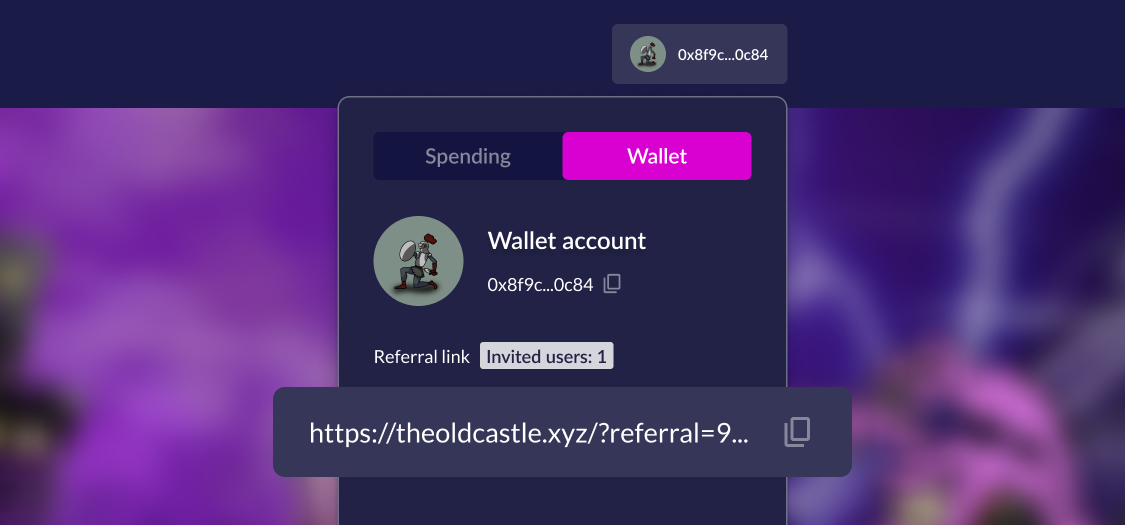 0x8f9c...0c84
Spending Wallet
Wallet account
0x8f9c...0c84
Referral link Invited users: 1
https://theoldcastle.xyz/?referral=9...